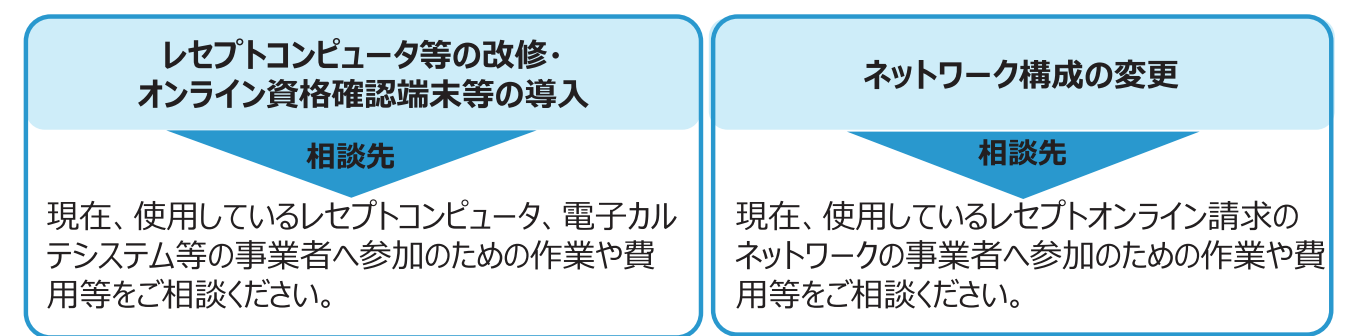 レセプトコンピュータ等の改修・
オンライン資格確認端末等の導入
相談先
現在、使用しているレセプトコンピュータ、電子カル
テシステム等の事業者へ参加のための作業や費
用等をご相談ください。
ネットワーク構成の変更
相談先
現在、使用しているレセプトオンライン請求の
ネットワークの事業者へ参加のための作業や費
用等をご相談ください。